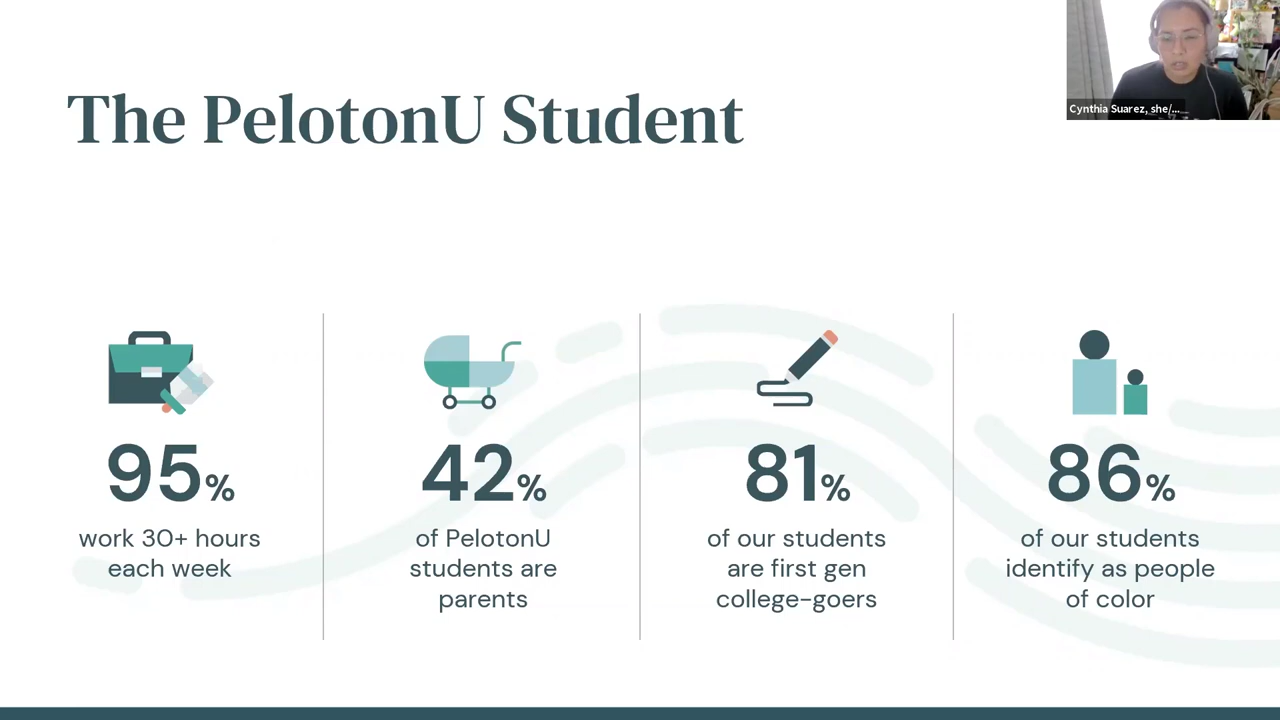 The PelotonU Student
Cynthia Suarez, she/...
95%
work 30+ hours
each week
42%
of PelotonU
students are
parents
81%
of our students
are first gen
college-goers
86%
of our students
identify as people
of color